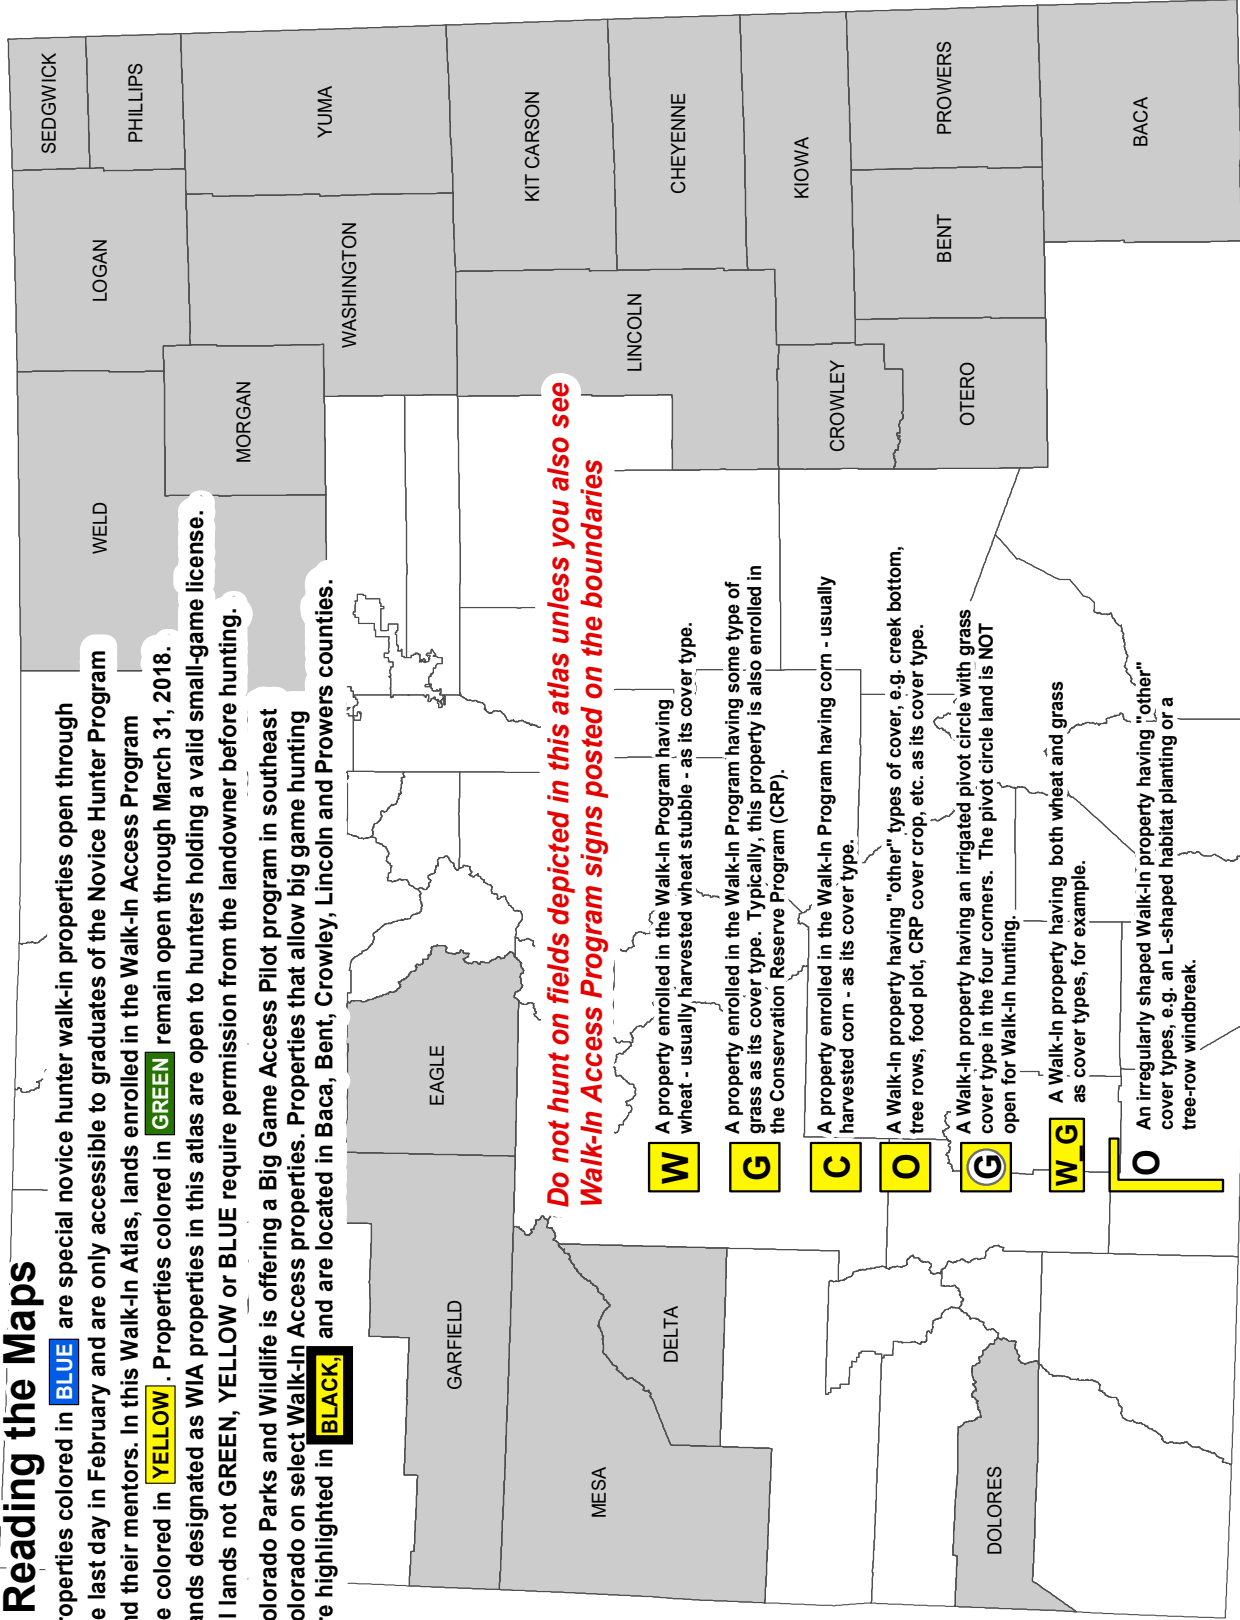 Reading the Maps
roperties colored in BLUE are special novice hunter walk-in properties open through
e last day in February and are only accessible to graduates of the Novice Hunter Program
nd their mentors. In this Walk-In Atlas, lands enrolled in the Walk-In Access Program
e colored in YELLOW . Properties colored in GREEN remain open through March 31, 2018.
ands designated as WIA properties in this atlas are open to hunters holding a valid small-game license.
l lands not GREEN, YELLOW or BLUE require permission from the landowner before hunting.
olorado Parks and Wildlife is offering a Big Game Access Pilot program in southeast
olorado on select Walk-In Access properties. Properties that allow big game hunting
re highlighted in BLACK, and are located in Baca, Bent, Crowley, Lincoln and Prowers counties.
Do not hunt on fields depicted in this atlas unless you also see
Walk-In Access Program signs posted on the boundaries
W
A property enrolled in the Walk-In Program having
wheat - usually harvested wheat stubble - as its cover type.
G
A property enrolled in the Walk-In Program having some type of
grass as its cover type. Typically, this property is also enrolled in
the Conservation Reserve Program (CRP).
C
A property enrolled in the Walk-In Program having corn - usually
harvested corn - as its cover type.
O
A Walk-In property having "other" types of cover, e.g. creek bottom,
tree rows, food plot, CRP cover crop, etc. as its cover type.
G
A Walk-In property having an irrigated pivot circle with grass
cover type in the four corners. The pivot circle land is NOT
open for Walk-In hunting.
W_G
A Walk-In property having both wheat and grass
as cover types, for example.
O
An irregularly shaped Walk-In property having "other"
cover types, e.g. an L-shaped habitat planting or a
tree-row windbreak.
SEDGWICK
PHILLIPS
LOGAN
WELD
YUMA
WASHINGTON
MORGAN
KIT CARSON
CHEYENNE
LINCOLN
KIOWA
CROWLEY
PROWERS
BENT
OTERO
BACA
EAGLE
GARFIELD
MESA
DELTA
DOLORES